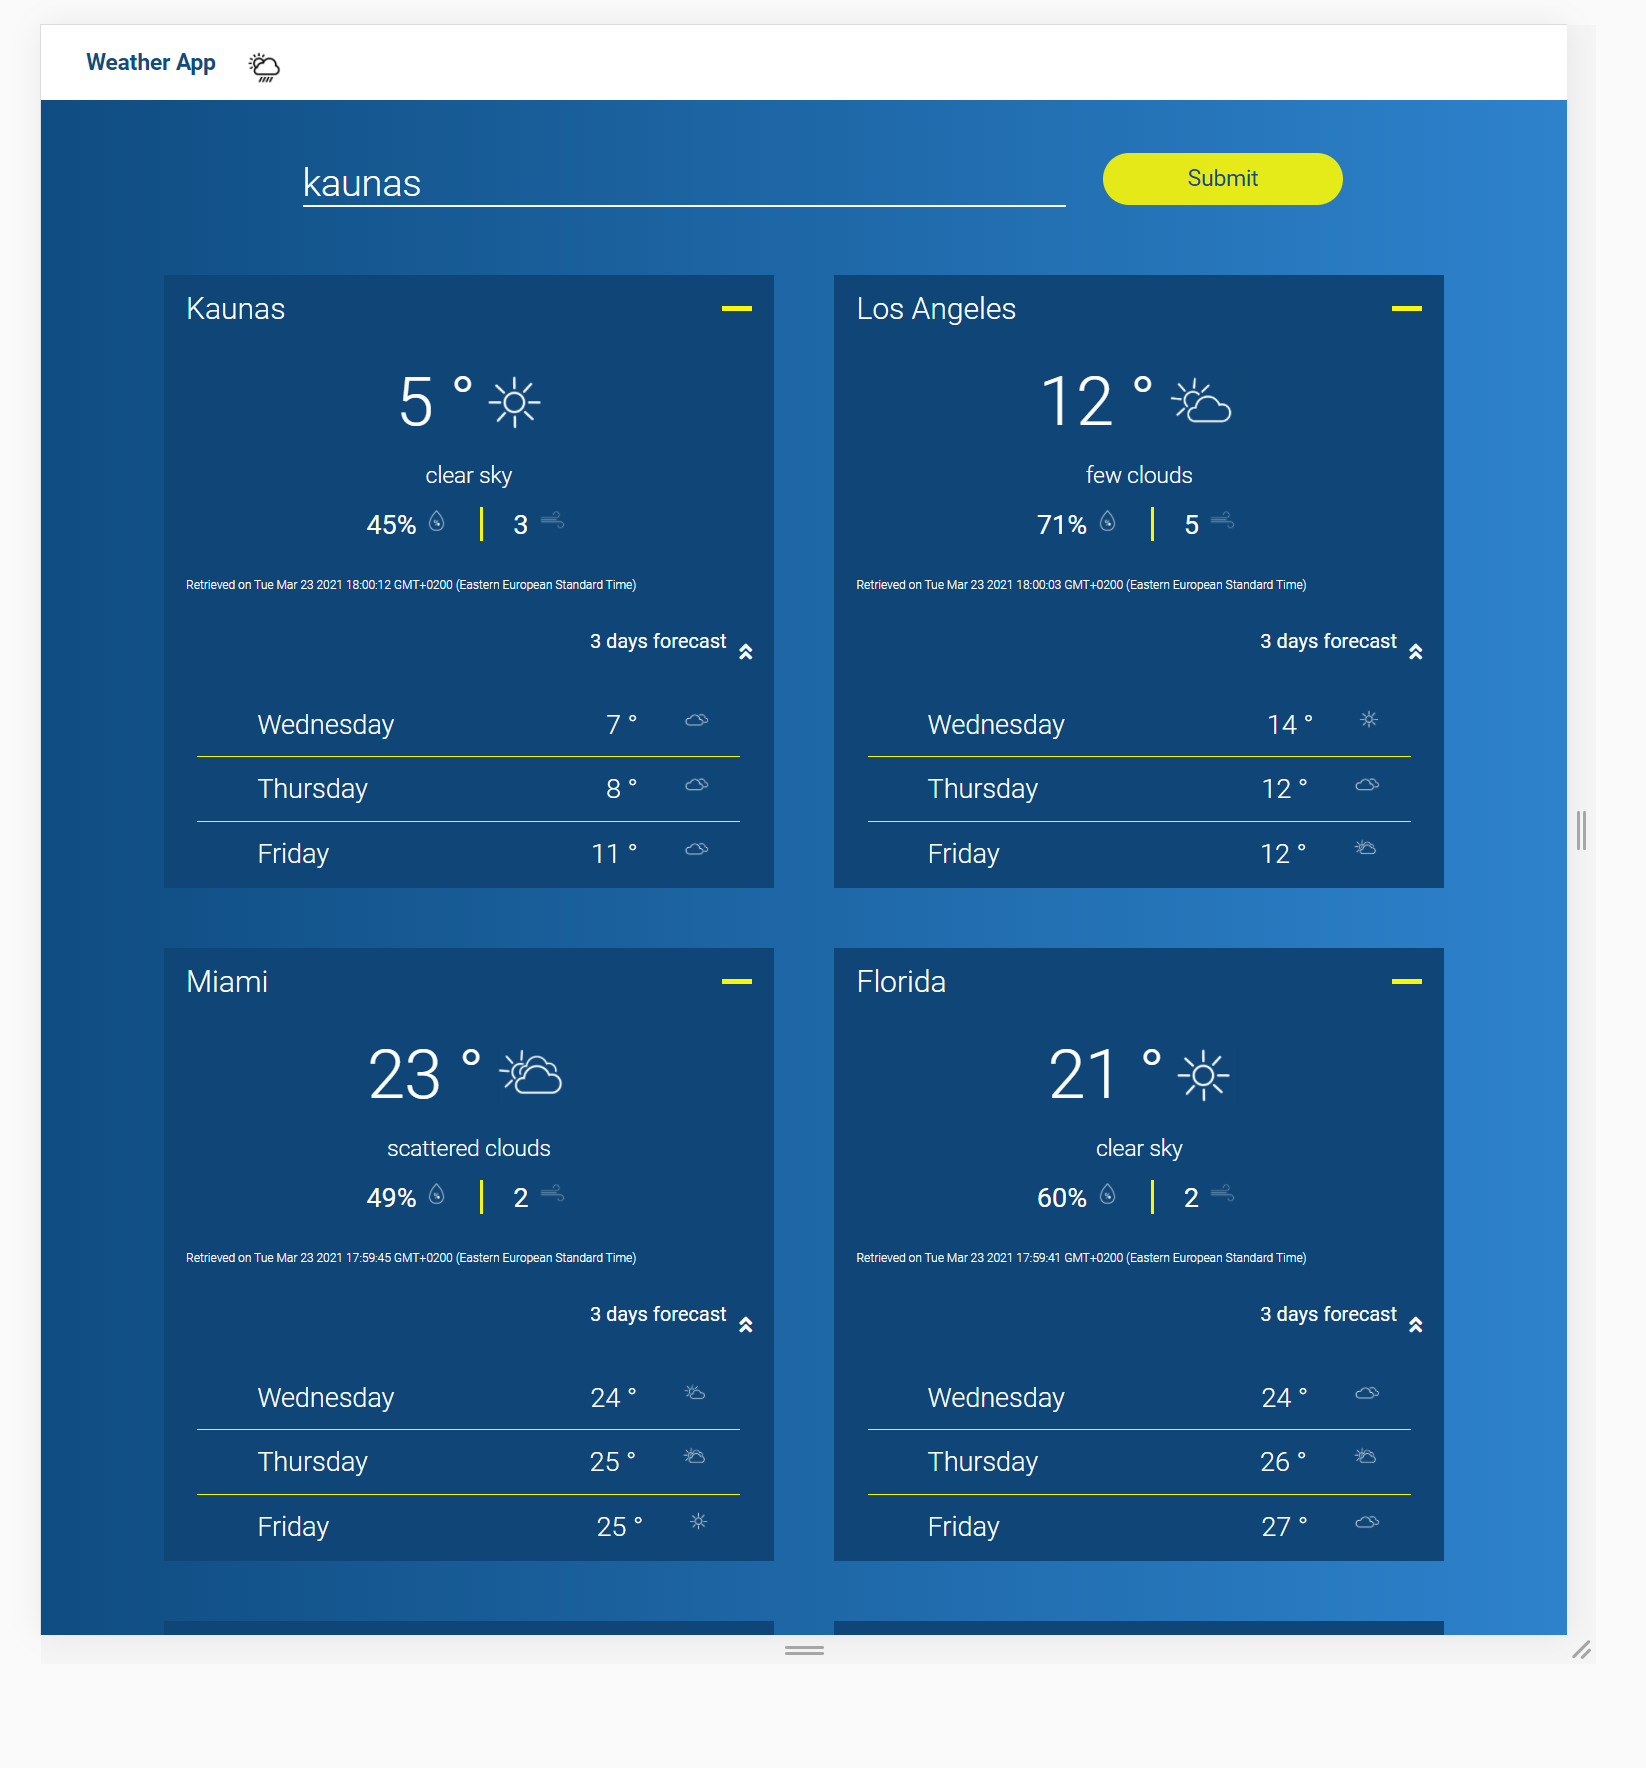 Weather App
kaunas
Submit
Kaunas
5 °
clear sky
45% 3
Retrieved on Tue Mar 23 2021 18:00:12 GMT+0200 (Eastern European Standard Time)
3 days forecast
Wednesday 7 °
Thursday 8 °
Friday 11 °
Los Angeles
12 °
few clouds
71% 5
Retrieved on Tue Mar 23 2021 18:00:03 GMT+0200 (Eastern European Standard Time)
3 days forecast
Wednesday 14 °
Thursday 12 °
Friday 12 °
Miami
23 °
scattered clouds
49% 2
Retrieved on Tue Mar 23 2021 17:59:45 GMT+0200 (Eastern European Standard Time)
3 days forecast
Wednesday 24 °
Thursday 25 °
Friday 25 °
Florida
21 °
clear sky
60% 2
Retrieved on Tue Mar 23 2021 17:59:41 GMT+0200 (Eastern European Standard Time)
3 days forecast
Wednesday 24 °
Thursday 26 °
Friday 27 °